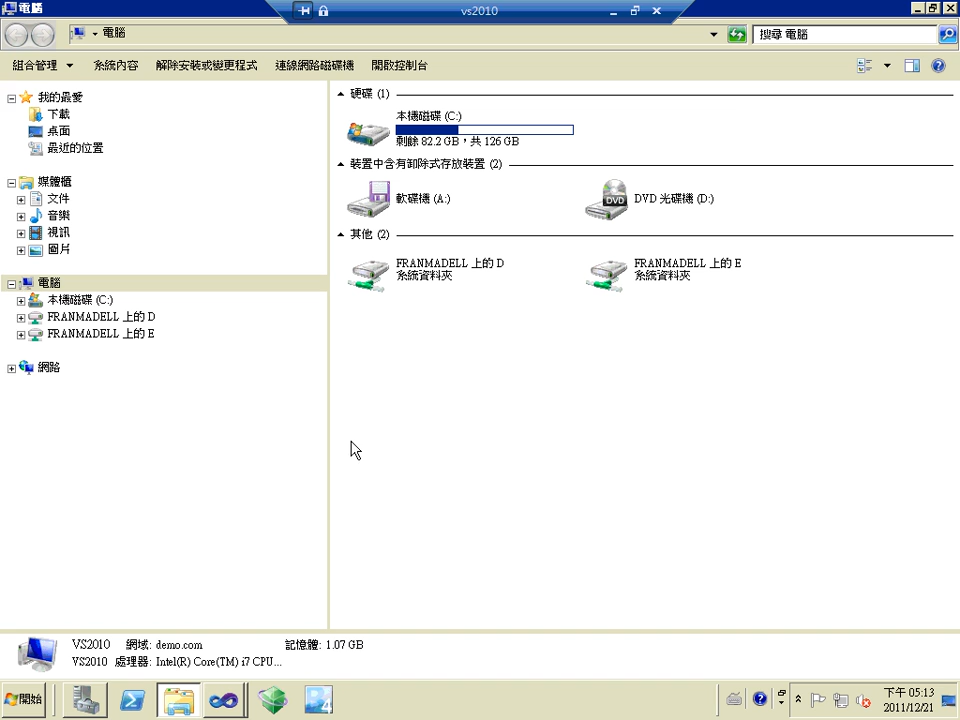 電腦
vs2010
電腦
搜尋 電腦
組合管理
系統內容
解除安裝或變更程式
連線網路磁碟機
開啟控制台
我的最愛
下載
桌面
最近的位置
媒體櫃
文件
音樂
視訊
圖片
電腦
本機磁碟 (C:)
FRANMADELL 上的 D
FRANMADELL 上的 E
網路
硬碟 (1)
本機磁碟 (C:)
剩餘 82.2 GB，共 126 GB
裝置中含有卸除式存放裝置 (2)
軟碟機 (A:)
DVD
DVD 光碟機 (D:)
其他 (2)
FRANMADELL 上的 D
系統資料夾
FRANMADELL 上的 E
系統資料夾
VS2010 網域: demo.com 記憶體: 1.07 GB
VS2010 處理器: Intel(R) Core(TM) i7 CPU...
開始
4
下午 05:13
2011/12/21